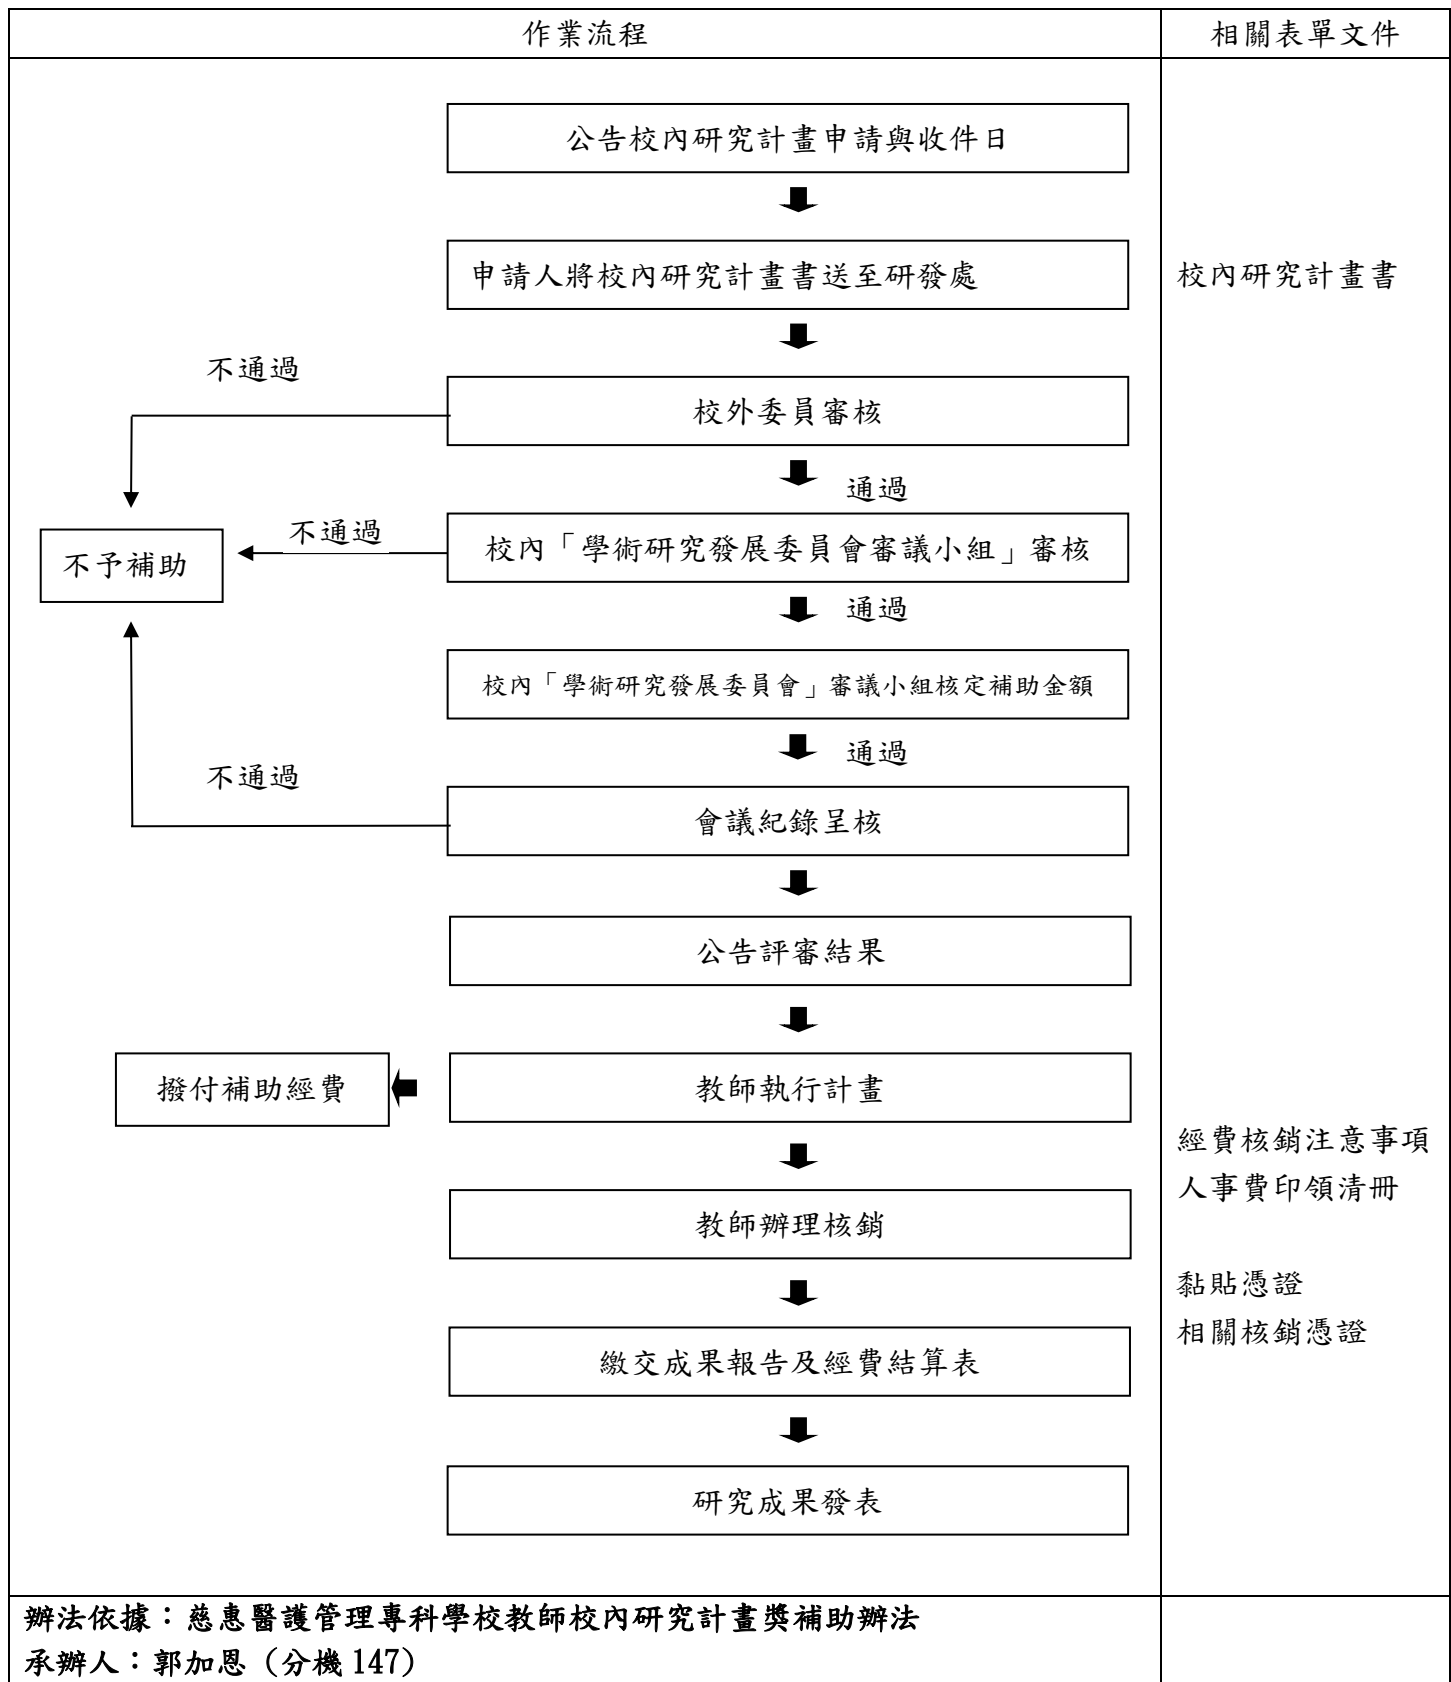 作業流程
相關表單文件
公告校內研究計畫申請與收件日
申請人將校內研究計畫書送至研發處
校內研究計畫書
不通過
校外委員審核
通過
不通過
校內「學術研究發展委員會審議小組」審核
不予補助
通過
校內「學術研究發展委員會」審議小組核定補助金額
通過
不通過
會議紀錄呈核
公告評審結果
撥付補助經費
教師執行計畫
經費核銷注意事項
人事費印領清冊
教師辦理核銷
黏貼憑證
相關核銷憑證
繳交成果報告及經費結算表
研究成果發表
辦法依據：慈惠醫護管理專科學校教師校內研究計畫獎補助辦法
承辦人：郭加恩（分機 147）